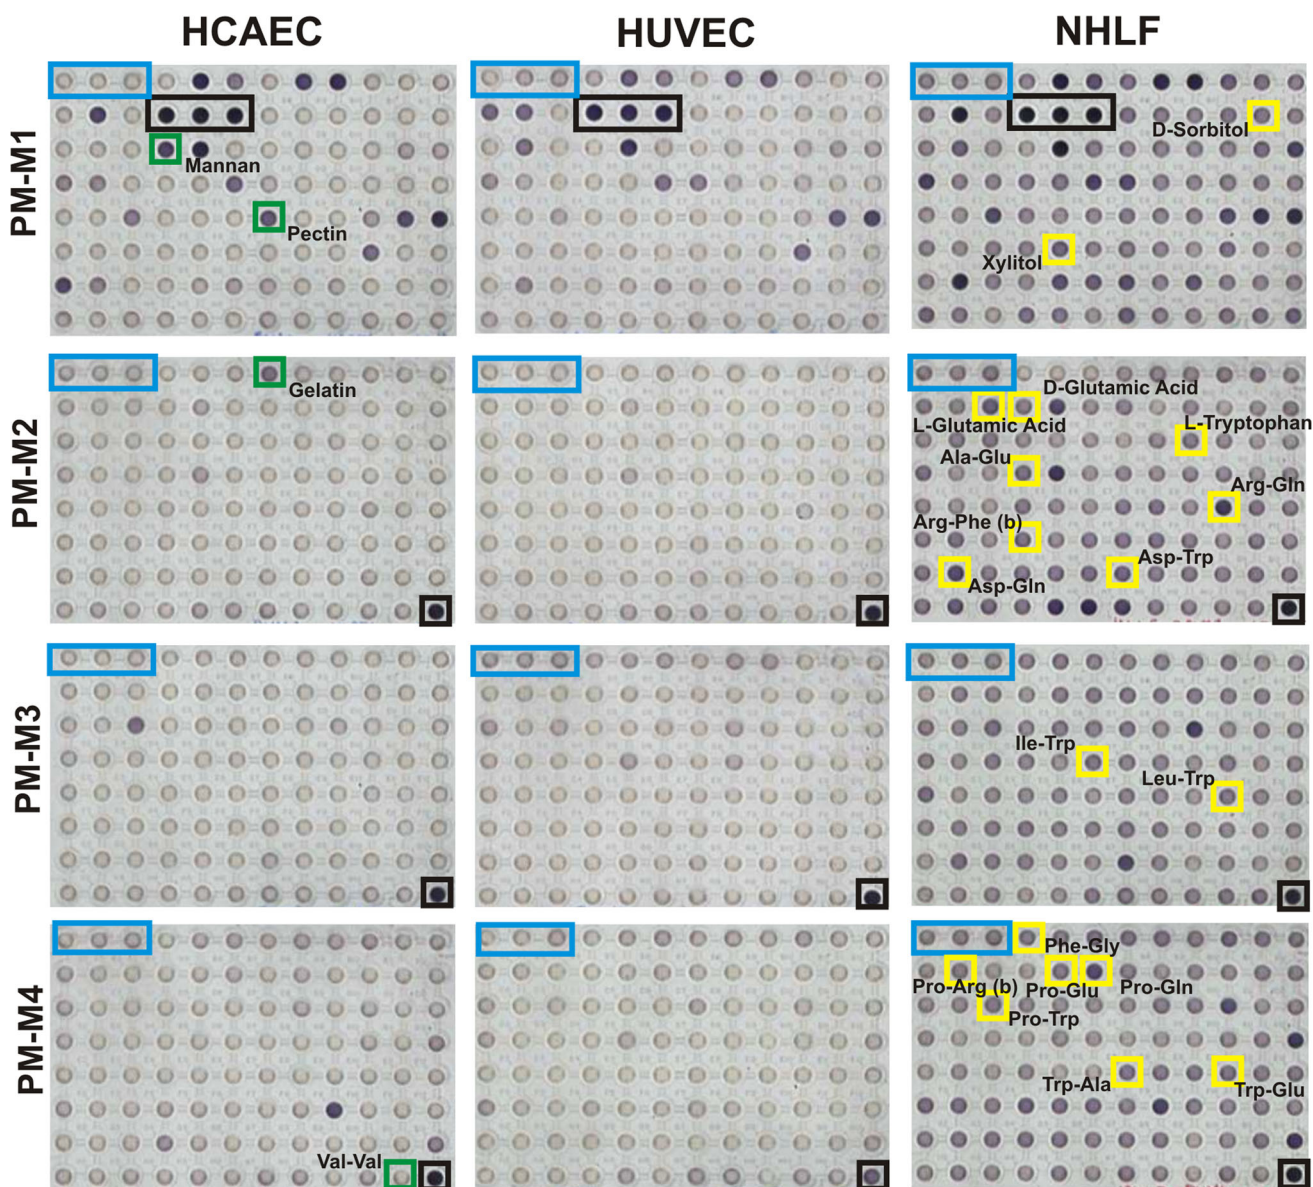 HCAEC HUVEC NHLF
PM-M1
D-Sorbitol
Mannan
Pectin
Xylitol
PM-M2
Gelatin
D-Glutamic Acid
L-Glutamic Acid
L-Tryptophan
Ala-Glu
Arg-Gln
Arg-Phe (b)
Asp-Trp
Asp-Gln
PM-M3
Ile-Trp
Leu-Trp
PM-M4
Phe-Gly
Pro-Arg (b) Pro-Glu Pro-Gln
Pro-Trp
Trp-Ala Trp-Glu
Val-Val